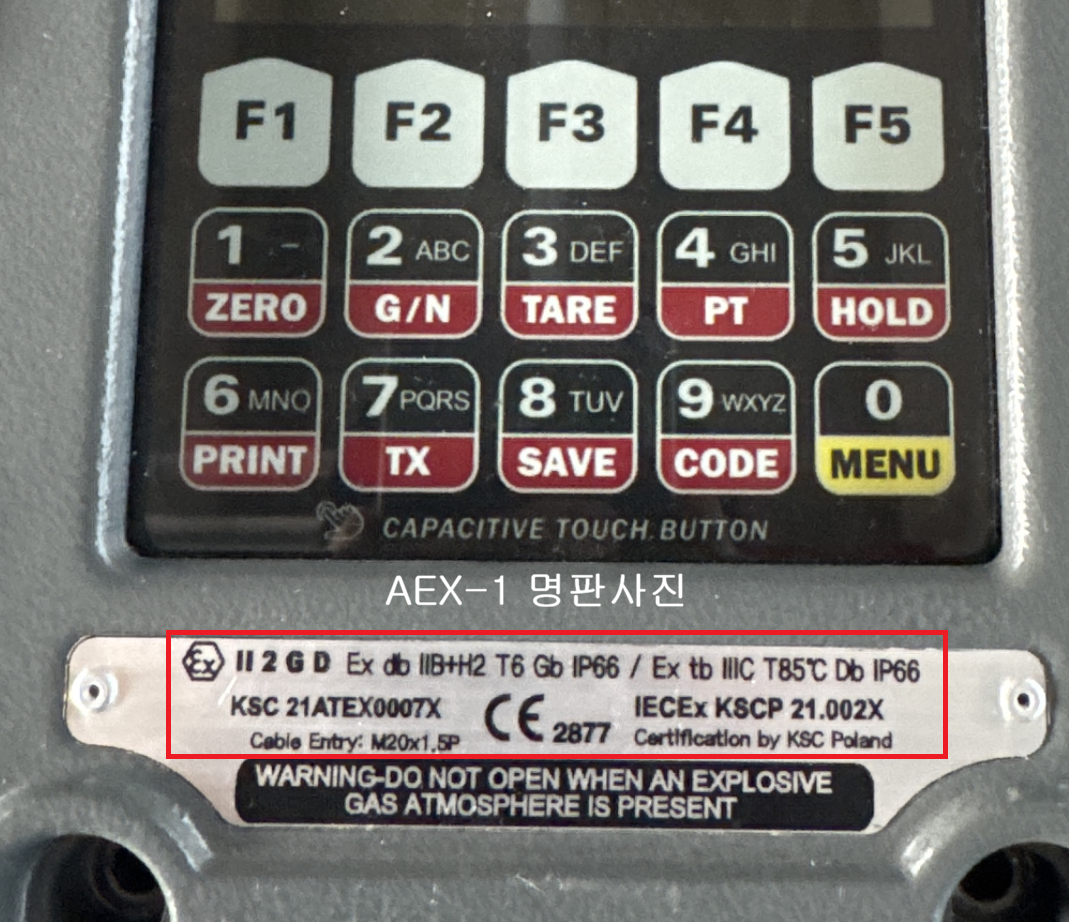 F1 F2 F3 F4 F5
1 - 2 ABC 3 DEF 4 GHI 5 JKL
ZERO G/N TARE PT HOLD
6 MNO 7 PQRS 8 TUV 9 WXYZ 0
PRINT TX SAVE CODE MENU
CAPACITIVE TOUCH BUTTON
AEX-1 명판사진
Ex II 2 G D Ex db IIB+H2 T6 Gb IP66 / Ex tb IIIC T85℃ Db IP66
KSC 21ATEX0007X CE 2877 IECEx KSCP 21.002X
Cable Entry: M20x1.5P Certification by KSC Poland
WARNING-DO NOT OPEN WHEN AN EXPLOSIVE
GAS ATMOSPHERE IS PRESENT